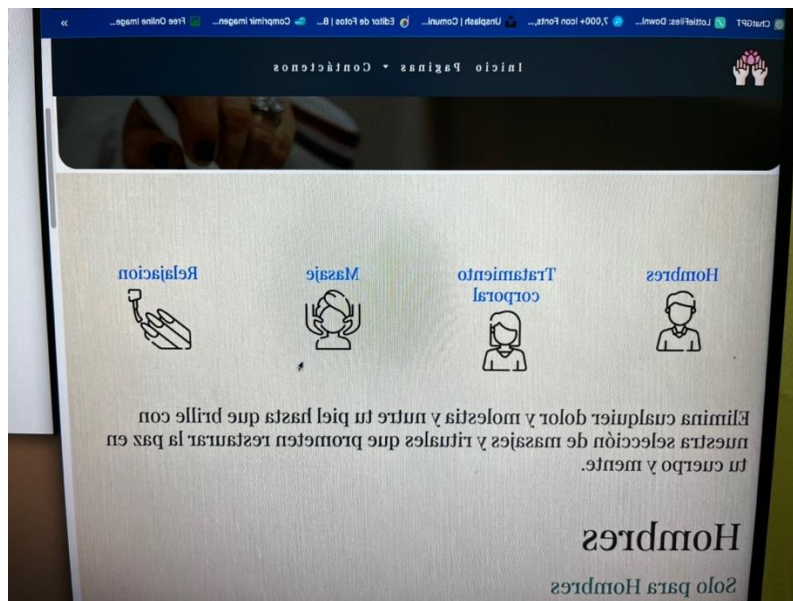 ChatGPT LottieFiles: Downl... 7,000+ Icon Fonts,... Unsplash | Comuni... Editor de Fotos | B... Comprimir Imagen... Free Online Image... »
Inicio Paginas Contáctenos
Hombres Tratamiento corporal Masaje Relajacion
Elimina cualquier dolor y molestia y nutre tu piel hasta que brille con
nuestra selección de masajes y rituales que prometen restaurar la paz en
tu cuerpo y mente.
Hombres
Solo para Hombres